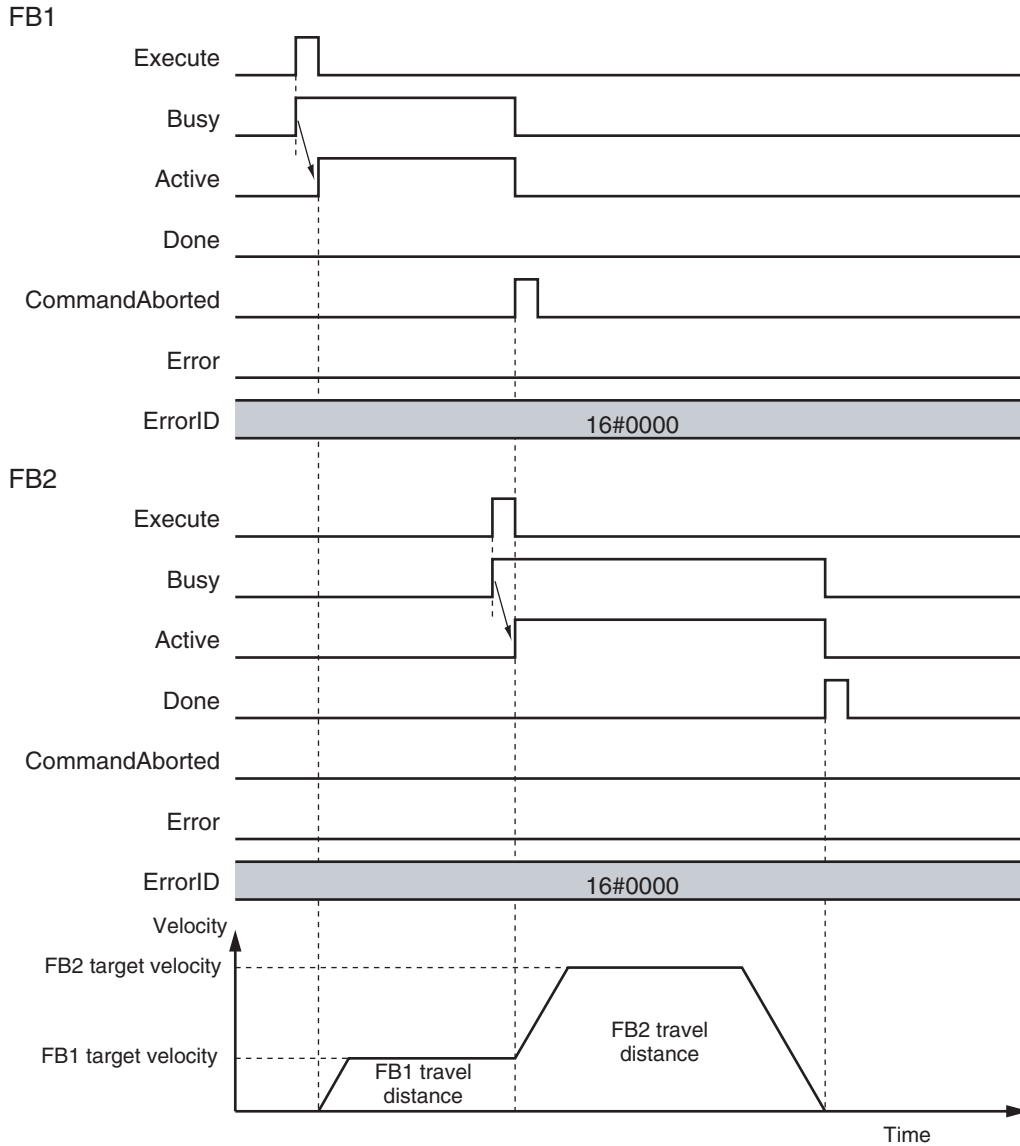 FB1
Execute
Busy
Active
Done
CommandAborted
Error
ErrorID
16#0000
FB2
Execute
Busy
Active
Done
CommandAborted
Error
ErrorID
16#0000
Velocity
FB2 target velocity
FB1 target velocity
FB1 travel
distance
FB2 travel
distance
Time